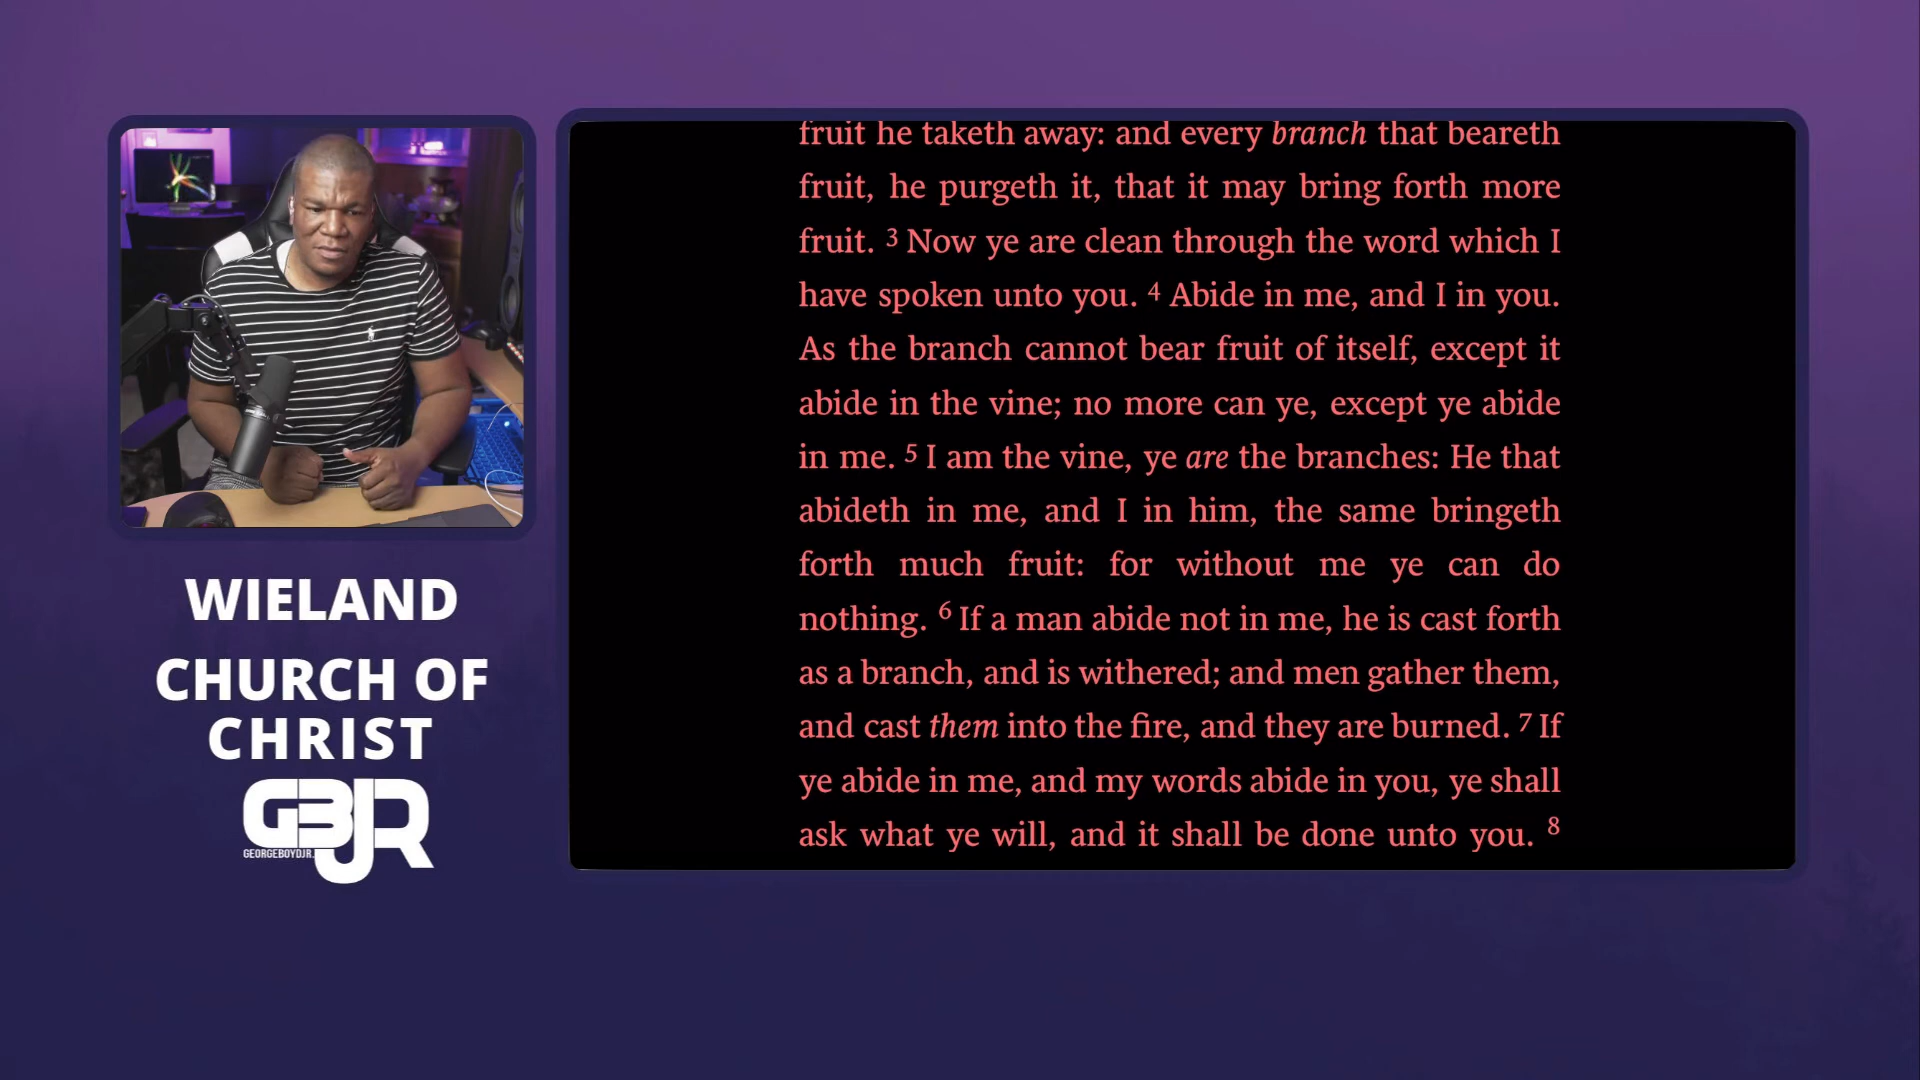 WIELAND
CHURCH OF
CHRIST
GBJR
GEORGEBOYDJR.
fruit he taketh away: and every branch that beareth
fruit, he purgeth it, that it may bring forth more
fruit. 3 Now ye are clean through the word which I
have spoken unto you. 4 Abide in me, and I in you.
As the branch cannot bear fruit of itself, except it
abide in the vine; no more can ye, except ye abide
in me. 5 I am the vine, ye are the branches: He that
abideth in me, and I in him, the same bringeth
forth much fruit: for without me ye can do
nothing. 6 If a man abide not in me, he is cast forth
as a branch, and is withered; and men gather them,
and cast them into the fire, and they are burned. 7 If
ye abide in me, and my words abide in you, ye shall
ask what ye will, and it shall be done unto you. 8